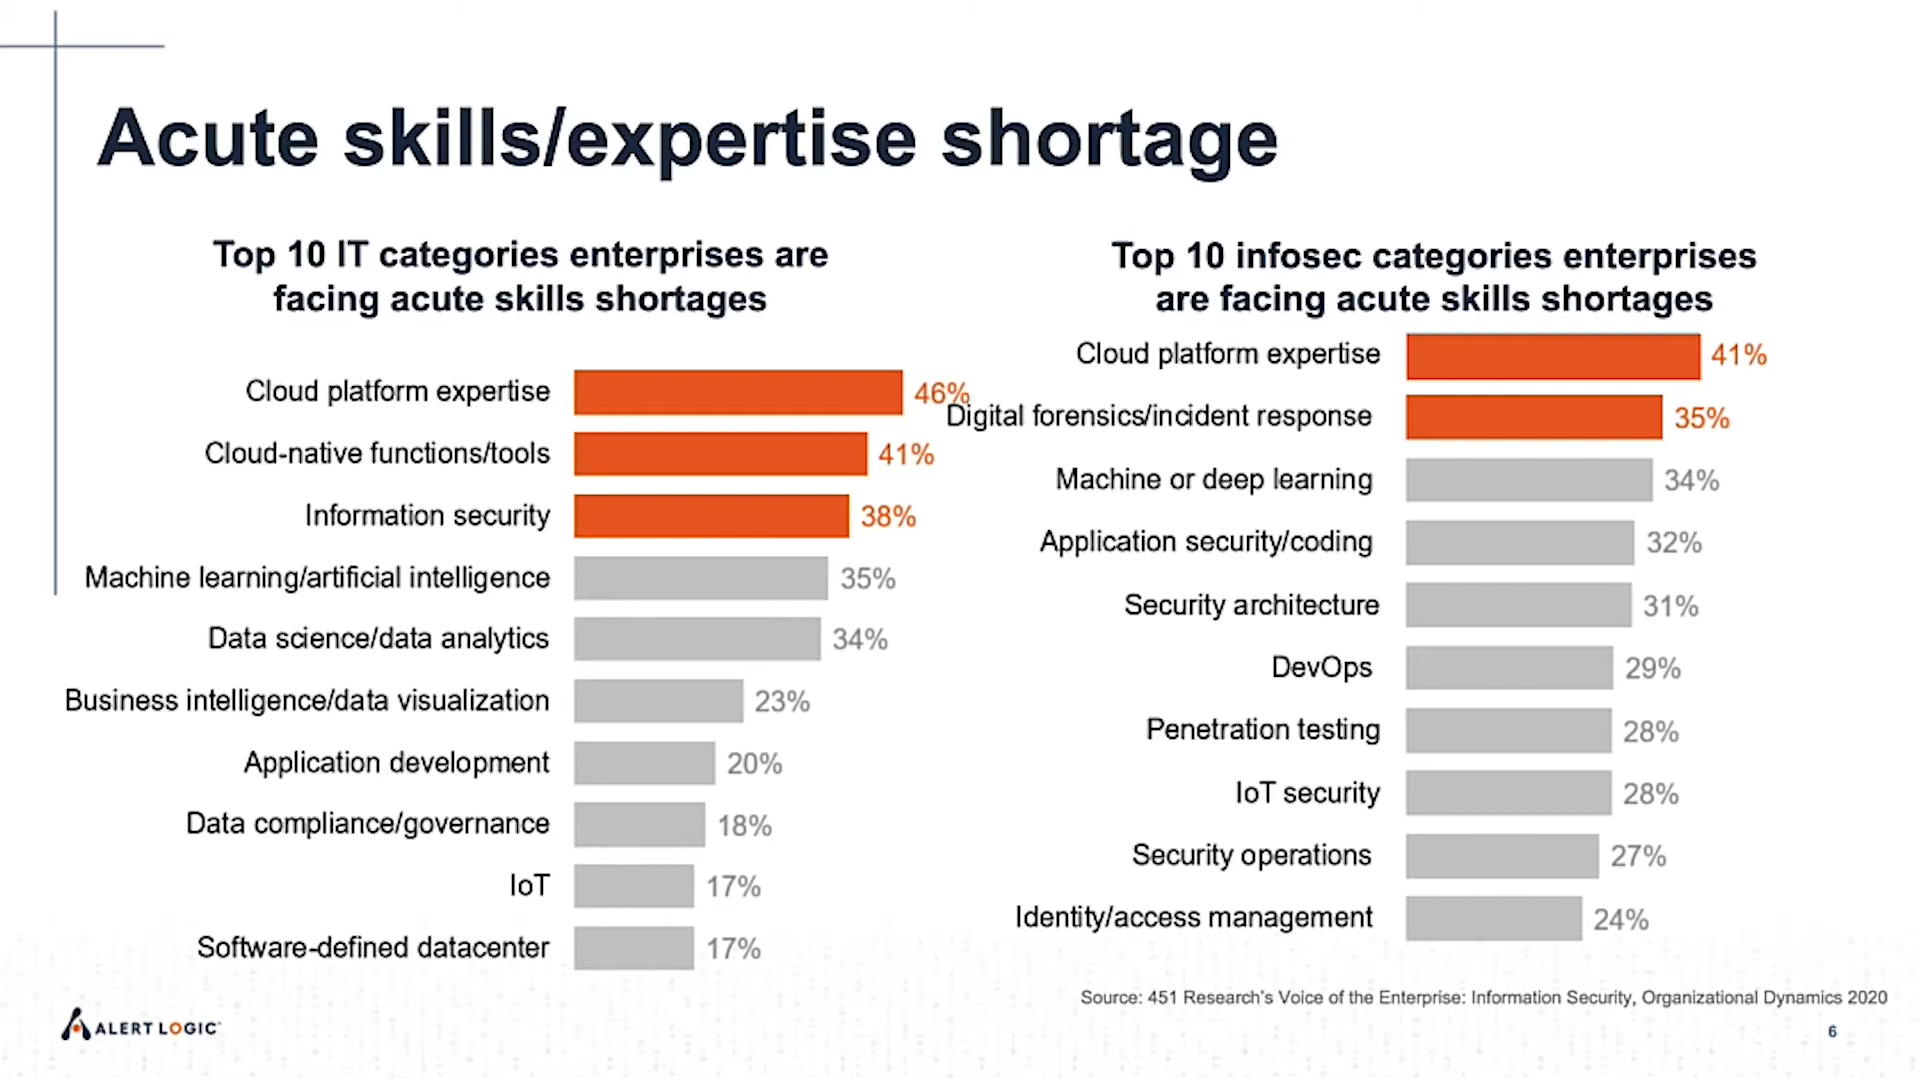 Acute skills/expertise shortage
Top 10 IT categories enterprises are
facing acute skills shortages
Cloud platform expertise 46%
Cloud-native functions/tools 41%
Information security 38%
Machine learning/artificial intelligence 35%
Data science/data analytics 34%
Business intelligence/data visualization 23%
Application development 20%
Data compliance/governance 18%
IoT 17%
Software-defined datacenter 17%
Top 10 infosec categories enterprises
are facing acute skills shortages
Cloud platform expertise 41%
Digital forensics/incident response 35%
Machine or deep learning 34%
Application security/coding 32%
Security architecture 31%
DevOps 29%
Penetration testing 28%
IoT security 28%
Security operations 27%
Identity/access management 24%
Source: 451 Research's Voice of the Enterprise: Information Security, Organizational Dynamics 2020
ALERT LOGIC
6